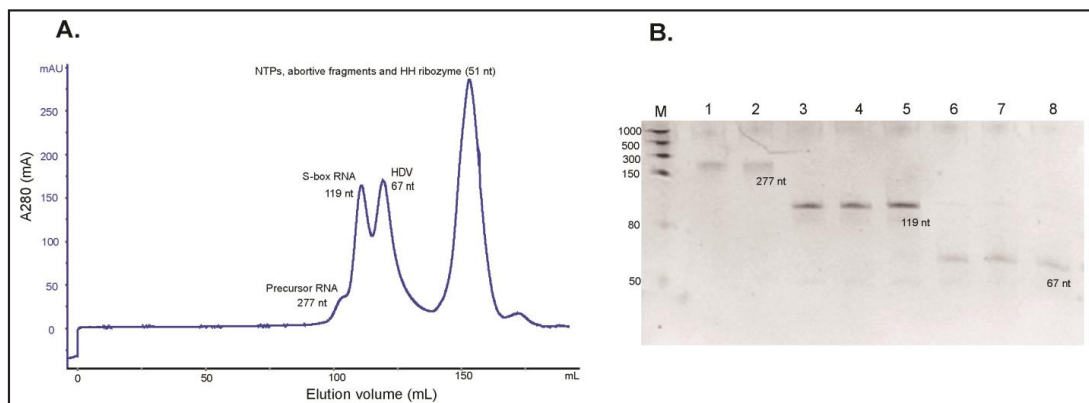 A.
mAU
250
200
150
100
50
0
A280 (mA)
NTPs, abortive fragments and HH ribozyme (51 nt)
S-box RNA
119 nt
HDV
67 nt
Precursor RNA
277 nt
0
50
100
150
mL
Elution volume (mL)
B.
M 1 2 3 4 5 6 7 8
1000
500
300
150
80
50
277 nt
119 nt
67 nt